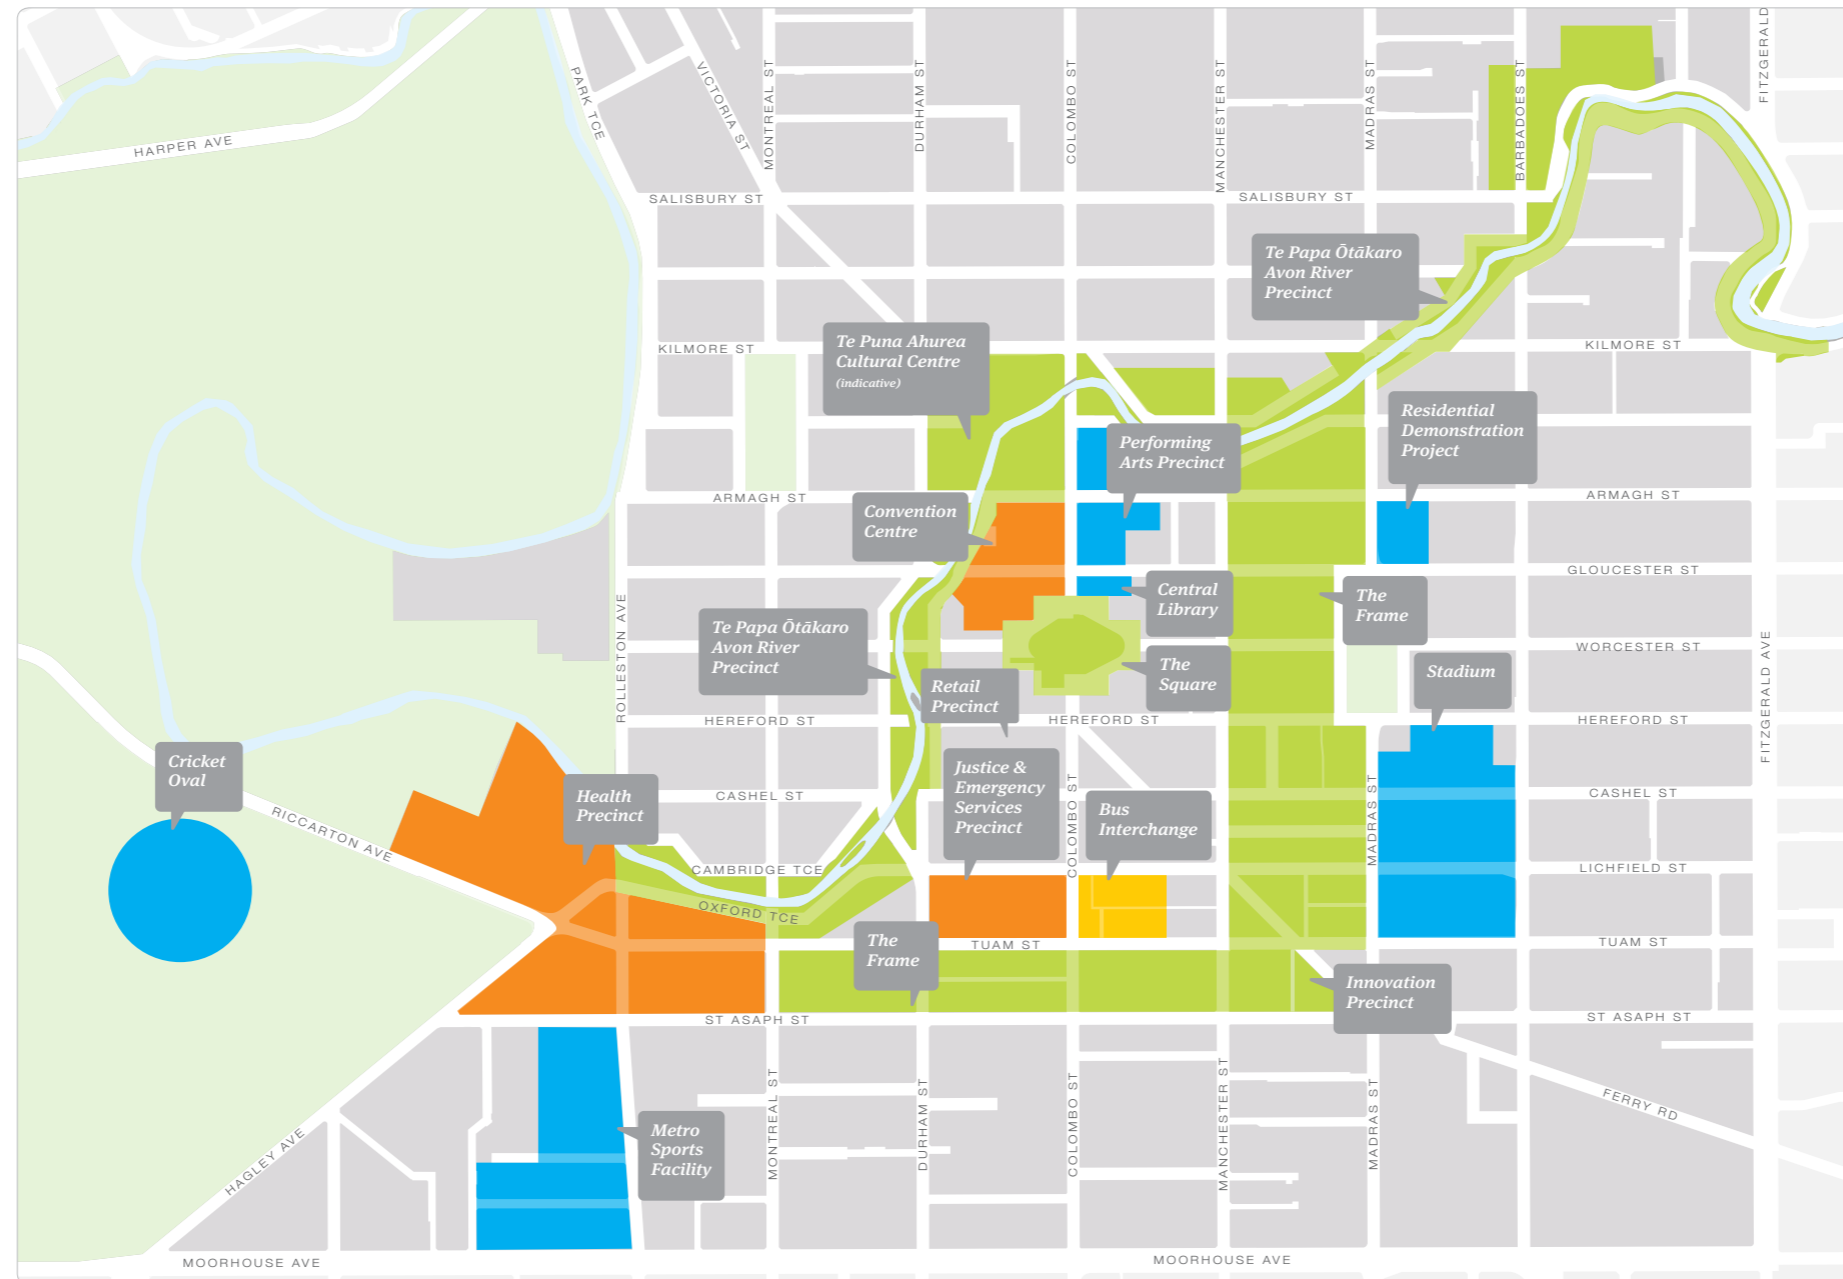 FITZGERALD
PARK TCE
VICTORIA ST
MONTREAL ST
DURHAM ST
COLOMBO ST
MANCHESTER ST
MADRAS ST
BARBADOES ST
HARPER AVE
SALISBURY ST
SALISBURY ST
Te Papa Ōtākaro
Avon River
Precinct
Te Puna Ahurea
Cultural Centre
(indicative)
KILMORE ST
KILMORE ST
Residential
Demonstration
Project
Performing
Arts Precinct
ARMAGH ST
ARMAGH ST
Convention
Centre
GLOUCESTER ST
Central
Library
The
Frame
ROLLESTON AVE
Te Papa Ōtākaro
Avon River
Precinct
WORCESTER ST
FITZGERALD AVE
The
Square
Stadium
Retail
Precinct
HEREFORD ST
HEREFORD ST
HEREFORD ST
Cricket
Oval
Health
Precinct
Justice &
Emergency
Services
Precinct
COLOMBO ST
Bus
Interchange
MADRAS ST
CASHEL ST
CASHEL ST
RICCARTON AVE
CAMBRIDGE TCE
LICHFIELD ST
OXFORD TCE
The
Frame
TUAM ST
TUAM ST
Innovation
Precinct
ST ASAPH ST
ST ASAPH ST
MONTREAL ST
DURHAM ST
COLOMBO ST
MANCHESTER ST
MADRAS ST
FERRY RD
HAGLEY AVE
Metro
Sports
Facility
MOORHOUSE AVE
MOORHOUSE AVE